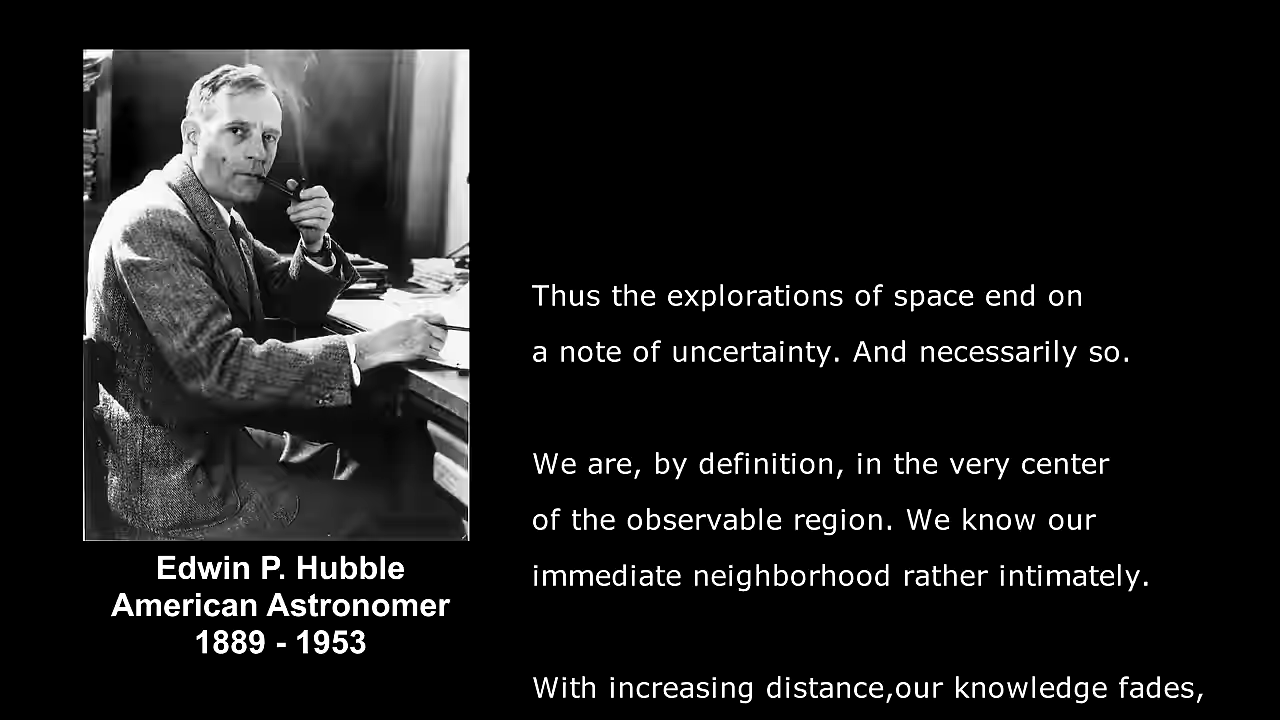 Edwin P. Hubble
American Astronomer
1889 - 1953
Thus the explorations of space end on
a note of uncertainty. And necessarily so.
We are, by definition, in the very center
of the observable region. We know our
immediate neighborhood rather intimately.
With increasing distance,our knowledge fades,